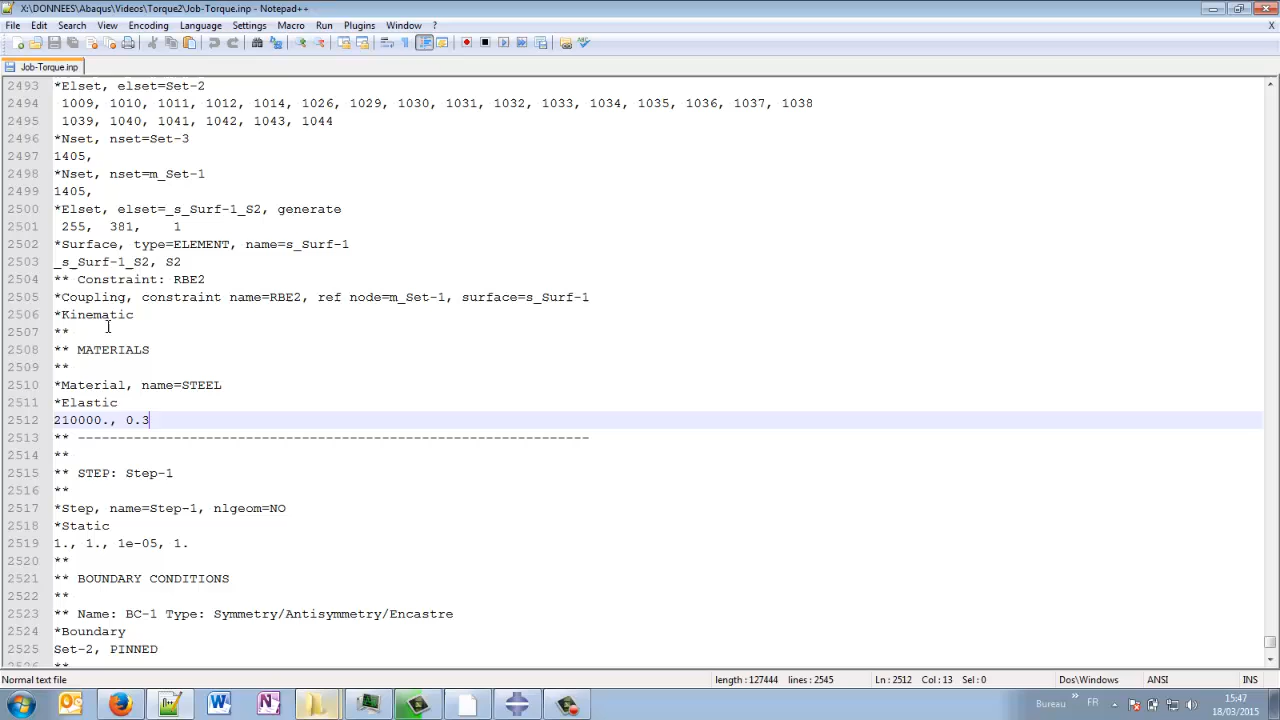 X:\DONNEES\Abaqus\Videos\Torque2\Job-Torque.inp - Notepad++
File Edit Search View Encoding Language Settings Macro Run Plugins Window ?
X
Job-Torque.inp
2493 *Elset, elset=Set-2
2494 1009, 1010, 1011, 1012, 1014, 1026, 1029, 1030, 1031, 1032, 1033, 1034, 1035, 1036, 1037, 1038
2495 1039, 1040, 1041, 1042, 1043, 1044
2496 *Nset, nset=Set-3
2497 1405,
2498 *Nset, nset=m_Set-1
2499 1405,
2500 *Elset, elset=_s_Surf-1_S2, generate
2501 255, 381, 1
2502 *Surface, type=ELEMENT, name=s_Surf-1
2503 _s_Surf-1_S2, S2
2504 ** Constraint: RBE2
2505 *Coupling, constraint name=RBE2, ref node=m_Set-1, surface=s_Surf-1
2506 *Kinematic
2507 **
2508 ** MATERIALS
2509 **
2510 *Material, name=STEEL
2511 *Elastic
2512 210000., 0.3
2513 ** ----------------------------------------------------------------
2514 **
2515 ** STEP: Step-1
2516 **
2517 *Step, name=Step-1, nlgeom=NO
2518 *Static
2519 1., 1., 1e-05, 1.
2520 **
2521 ** BOUNDARY CONDITIONS
2522 **
2523 ** Name: BC-1 Type: Symmetry/Antisymmetry/Encastre
2524 *Boundary
2525 Set-2, PINNED
2526 **
Normal text file length : 127444 lines : 2545 Ln : 2512 Col : 13 Sel : 0 Dos\Windows ANSI INS
Bureau » FR 15:47
18/03/2015